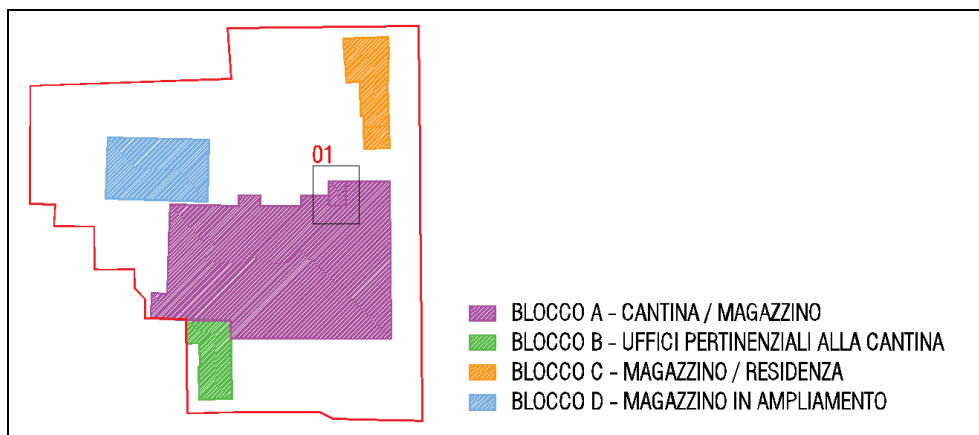 01
BLOCCO A - CANTINA / MAGAZZINO
BLOCCO B - UFFICI PERTINENZIALI ALLA CANTINA
BLOCCO C - MAGAZZINO / RESIDENZA
BLOCCO D - MAGAZZINO IN AMPLIAMENTO